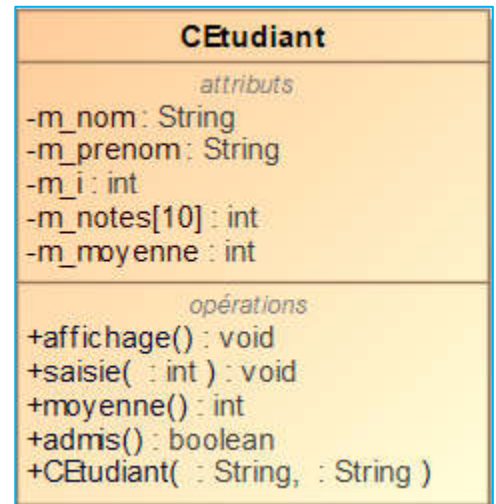 CEtudiant
attributs
-m_nom : String
-m_prenom : String
-m_i : int
-m_notes[10] : int
-m_moyenne : int
opérations
+affichage() : void
+saisie( : int ) : void
+moyenne() : int
+admis() : boolean
+CEtudiant( : String, : String )